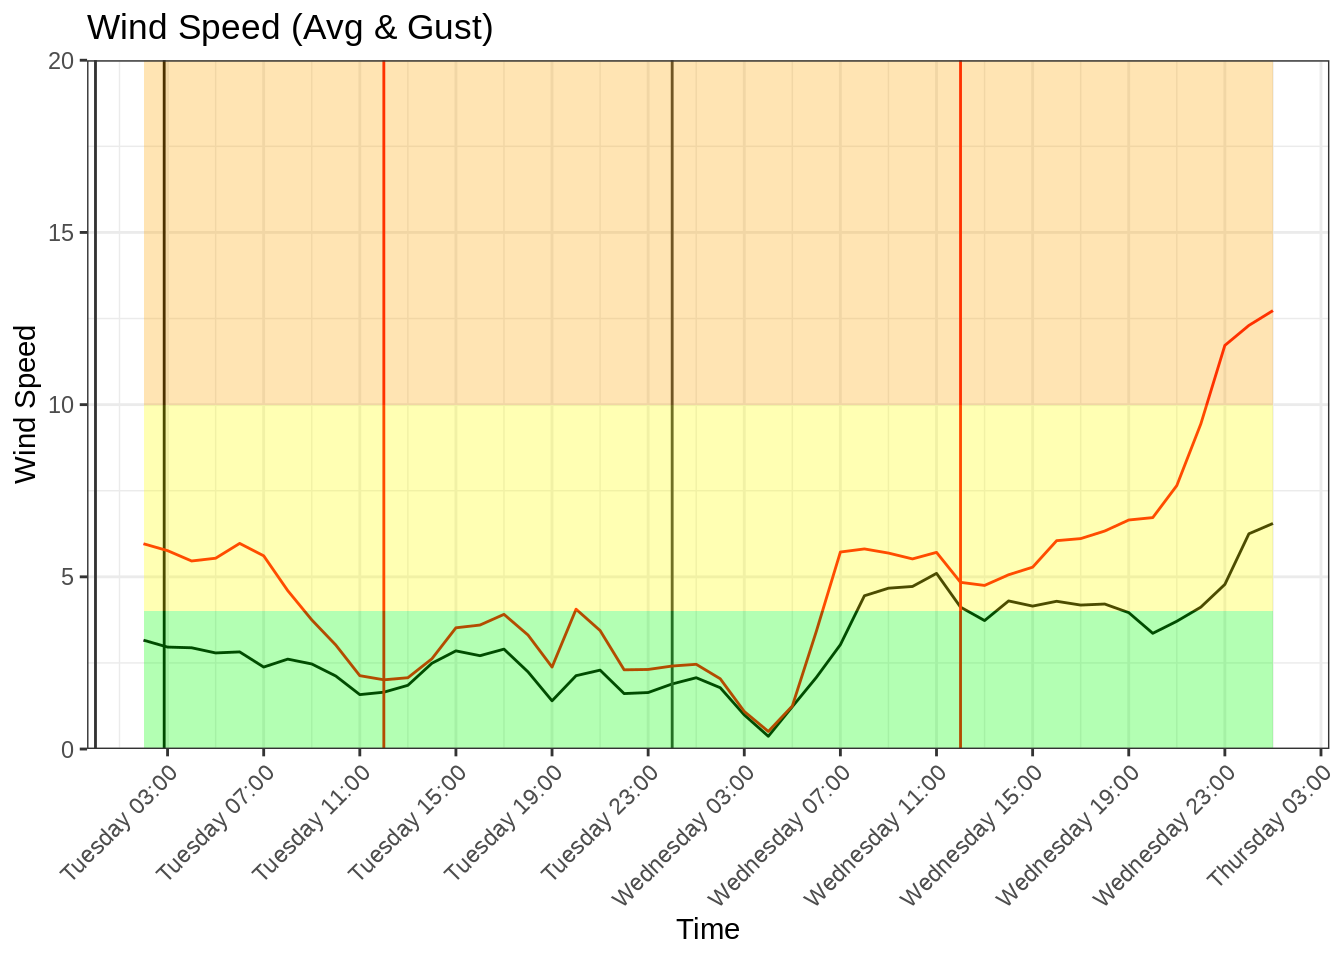 Wind Speed (Avg & Gust)
20
15
10
5
0
Wind Speed
Tuesday 03:00
Tuesday 07:00
Tuesday 11:00
Tuesday 15:00
Tuesday 19:00
Tuesday 23:00
Wednesday 03:00
Wednesday 07:00
Wednesday 11:00
Wednesday 15:00
Wednesday 19:00
Wednesday 23:00
Thursday 03:00
Time